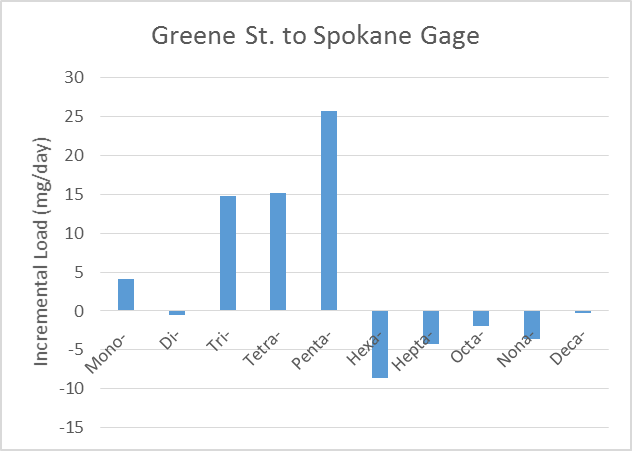 Greene St. to Spokane Gage
Incremental Load (mg/day)
30
25
20
15
10
5
0
-5
-10
-15
Mono-
Di-
Tri-
Tetra-
Penta-
Hexa-
Hepta-
Octa-
Nona-
Deca-